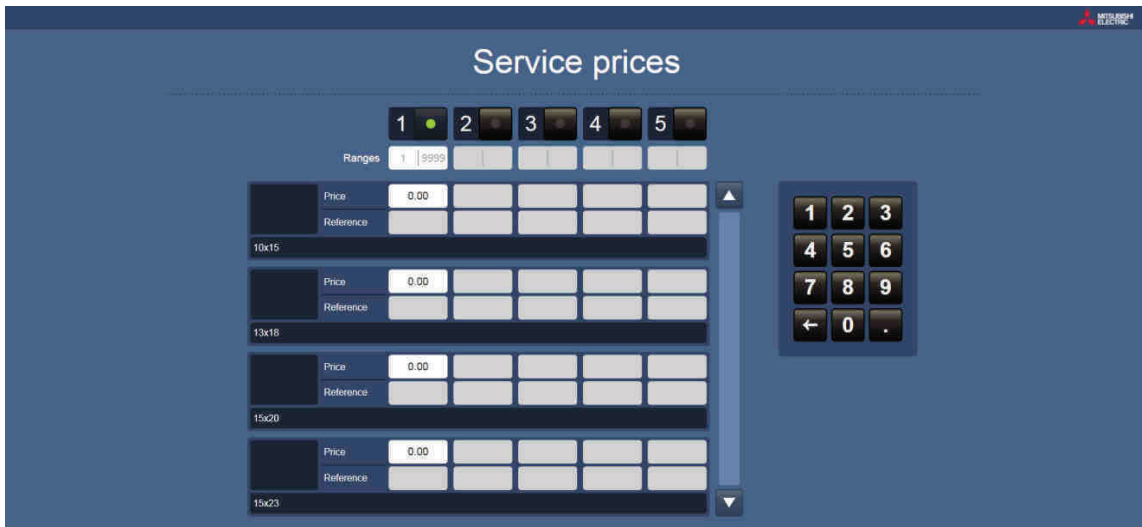 MITSUBISHI
ELECTRIC
Service prices
1 2 3 4 5
Ranges 1 9999
Price 0.00
Reference
10x15
Price 0.00
Reference
13x18
Price 0.00
Reference
15x20
Price 0.00
Reference
15x23
1 2 3
4 5 6
7 8 9
← 0 .